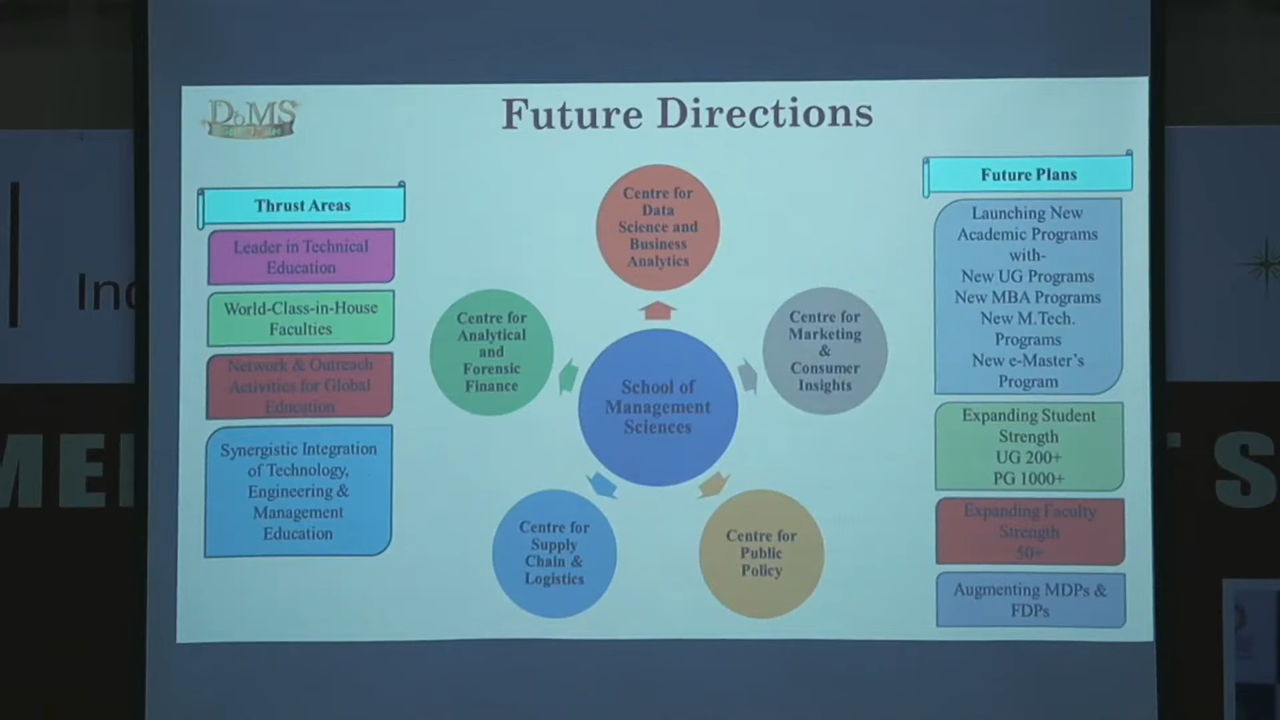 DoMS
Future Directions
Thrust Areas
Leader in Technical
Education
World-Class-in-House
Faculties
Network & Outreach
Activities for Global
Education
Synergistic Integration
of Technology,
Engineering &
Management
Education
Centre for
Data
Science and
Business
Analytics
Centre for
Analytical
and
Forensic
Finance
Centre for
Marketing
&
Consumer
Insights
School of
Management
Sciences
Centre for
Supply
Chain &
Logistics
Centre for
Public
Policy
Future Plans
Launching New
Academic Programs
with-
New UG Programs
New MBA Programs
New M.Tech.
Programs
New e-Master's
Program
Expanding Student
Strength
UG 200+
PG 1000+
Expanding Faculty
Strength
50+
Augmenting MDPs &
FDPs